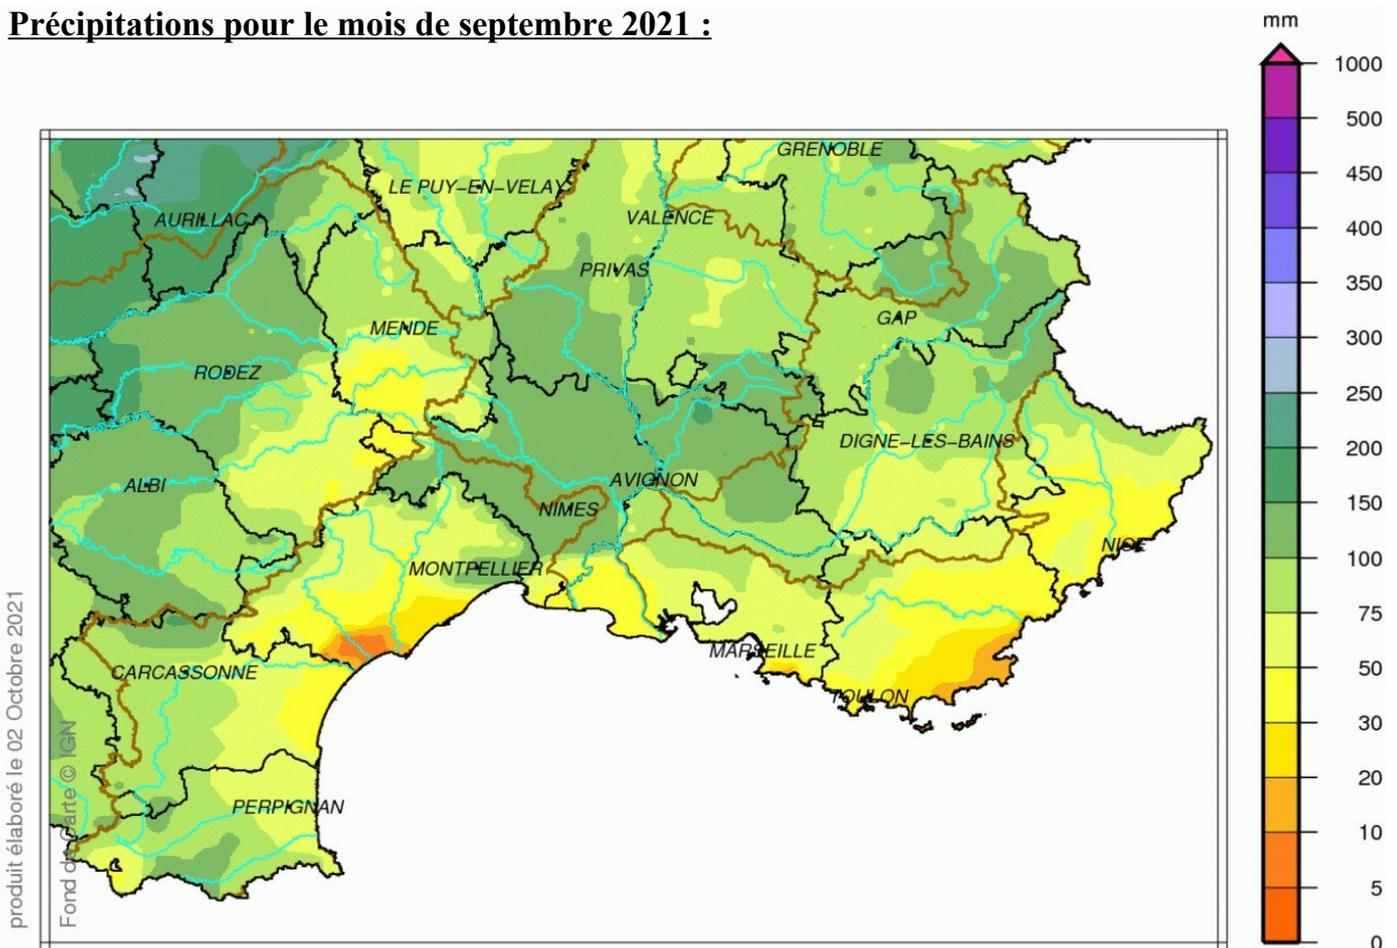 Précipitations pour le mois de septembre 2021 :
mm
1000
500
450
400
350
300
250
200
150
100
75
50
30
20
10
5
0
GRENOBLE
LE PUY-EN-VELAY
AURILLAC
VALENCE
PRIVAS
GAP
MENDE
RODEZ
DIGNE-LES-BAINS
ALBI
AVIGNON
NIMES
NICE
MONTPELLIER
MARSEILLE
CARCASSONNE
TOULON
PERPIGNAN
produit élaboré le 02 Octobre 2021
Fond de Carte © IGN